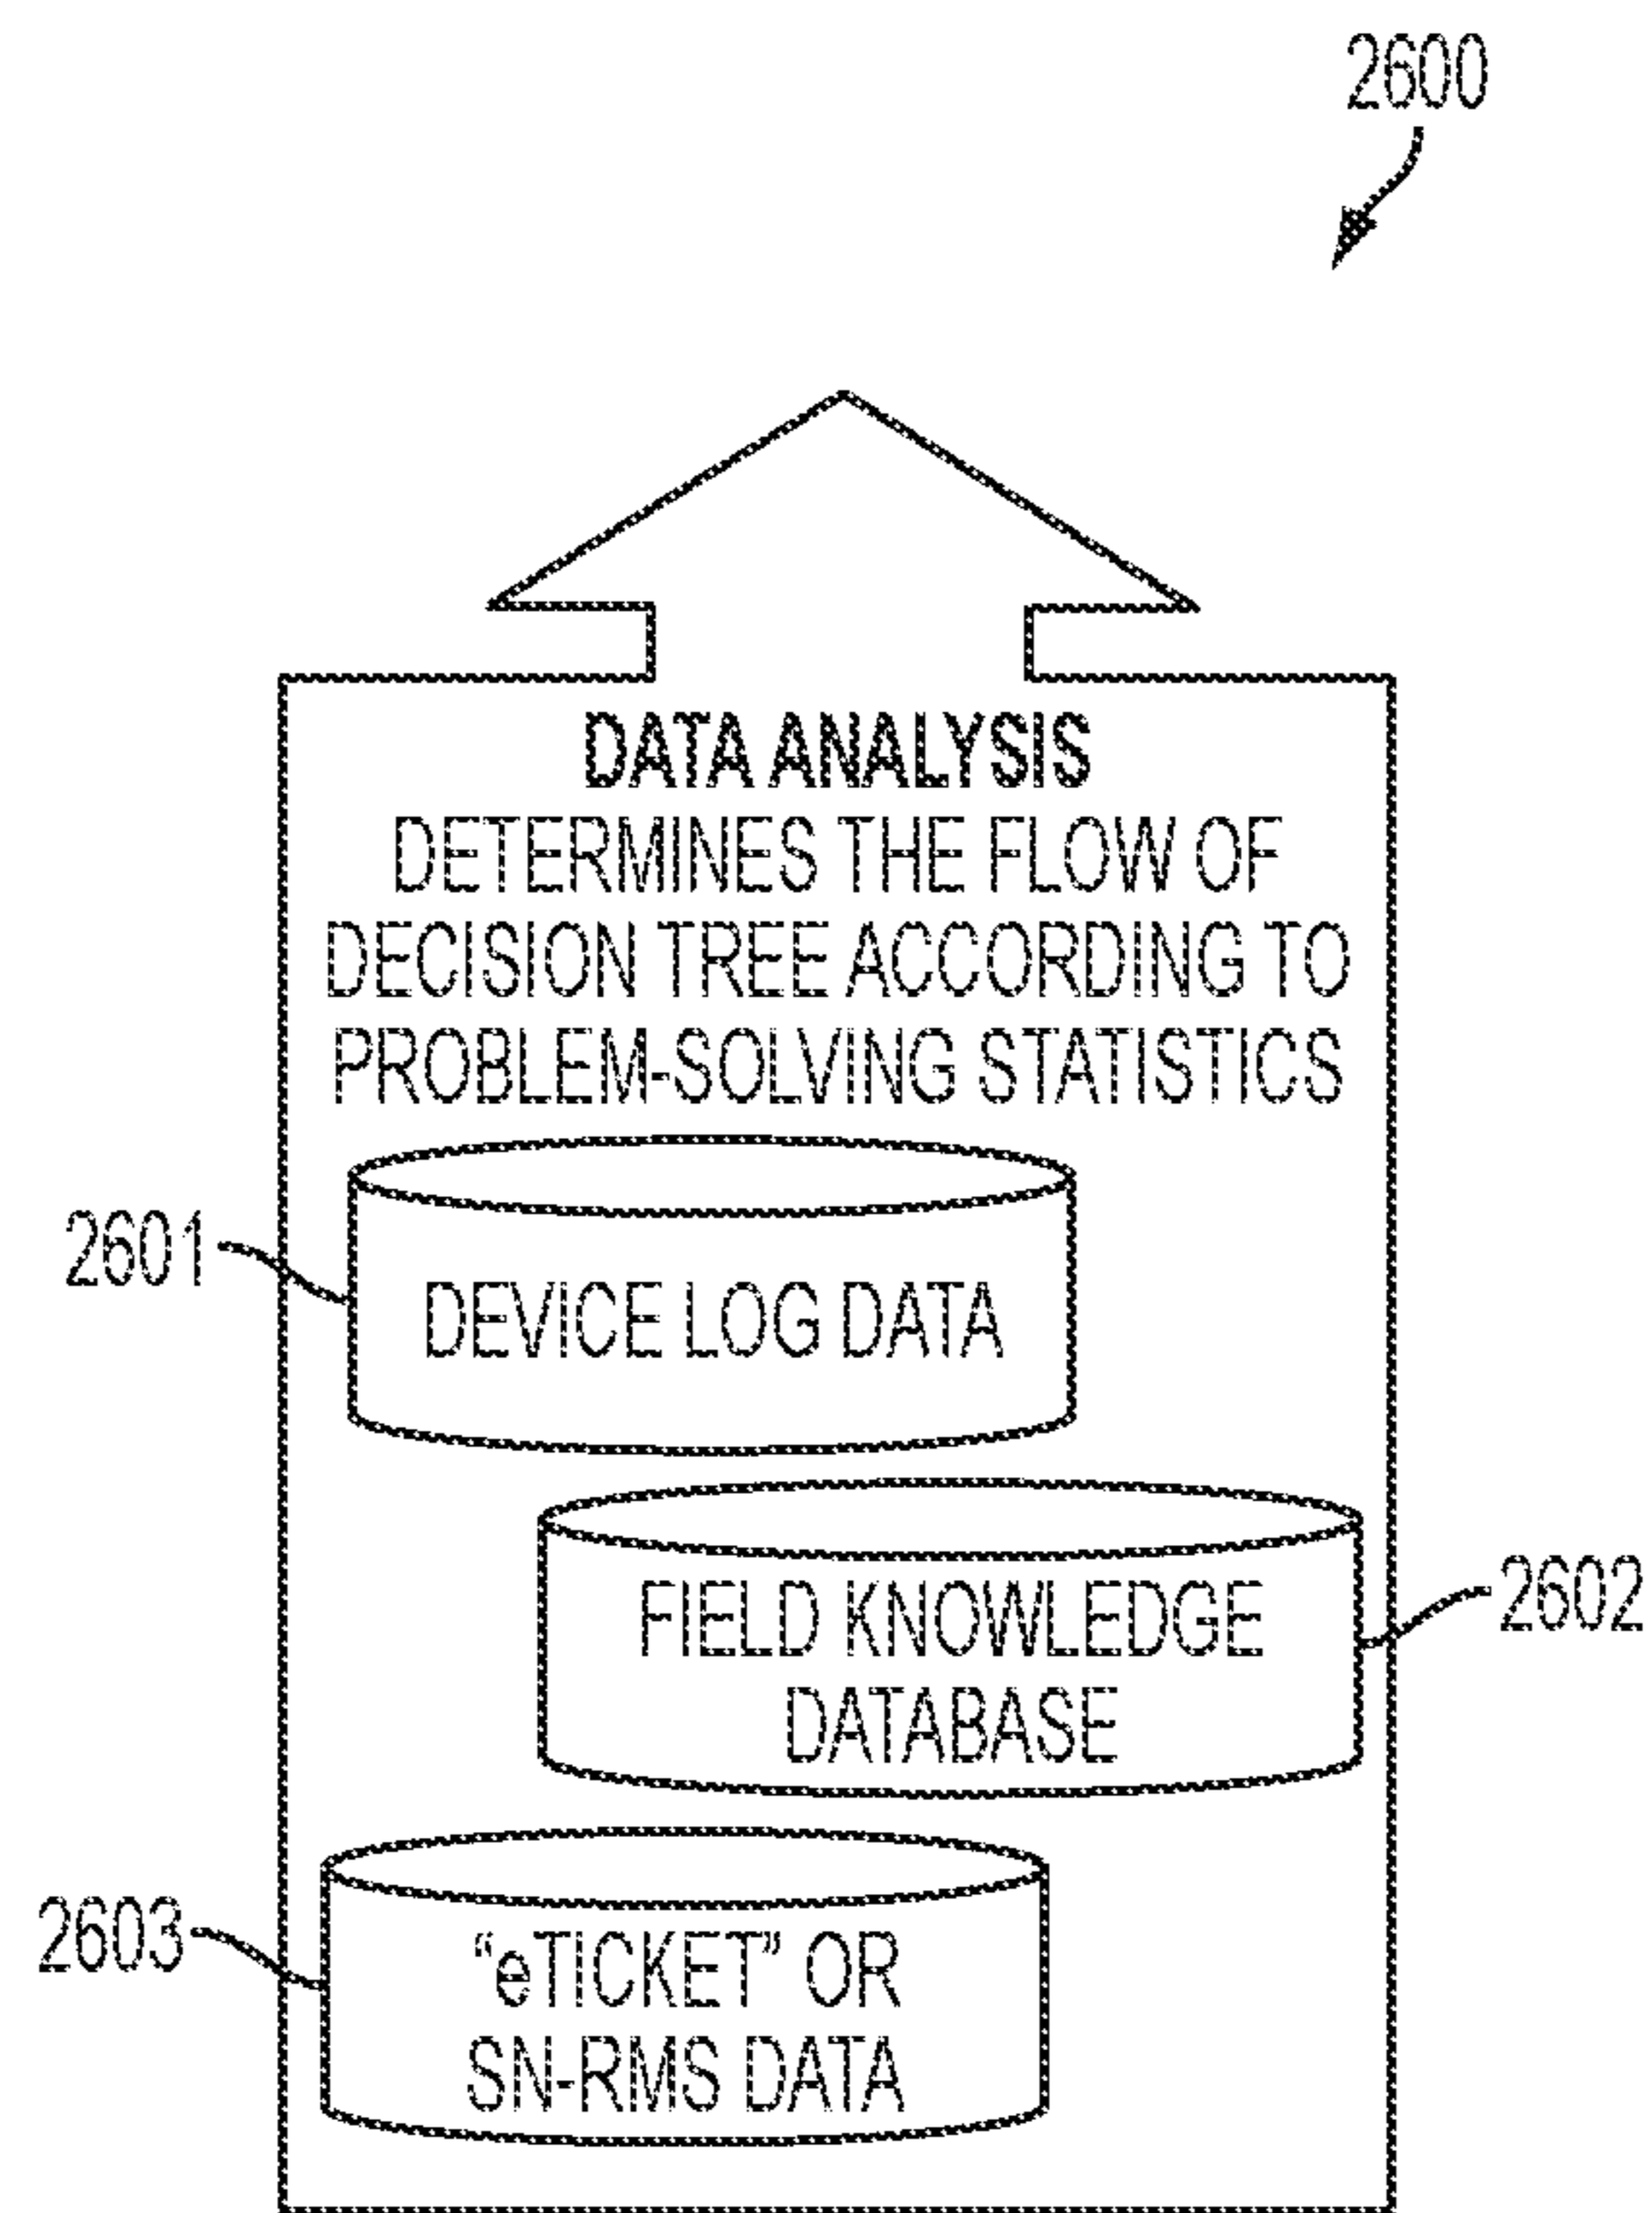 2600
DATA ANALYSIS
DETERMINES THE FLOW OF
DECISION TREE ACCORDING TO
PROBLEM-SOLVING STATISTICS
2601
DEVICE LOG DATA
FIELD KNOWLEDGE
DATABASE
2602
2603
“eTICKET” OR
SN-RMS DATA